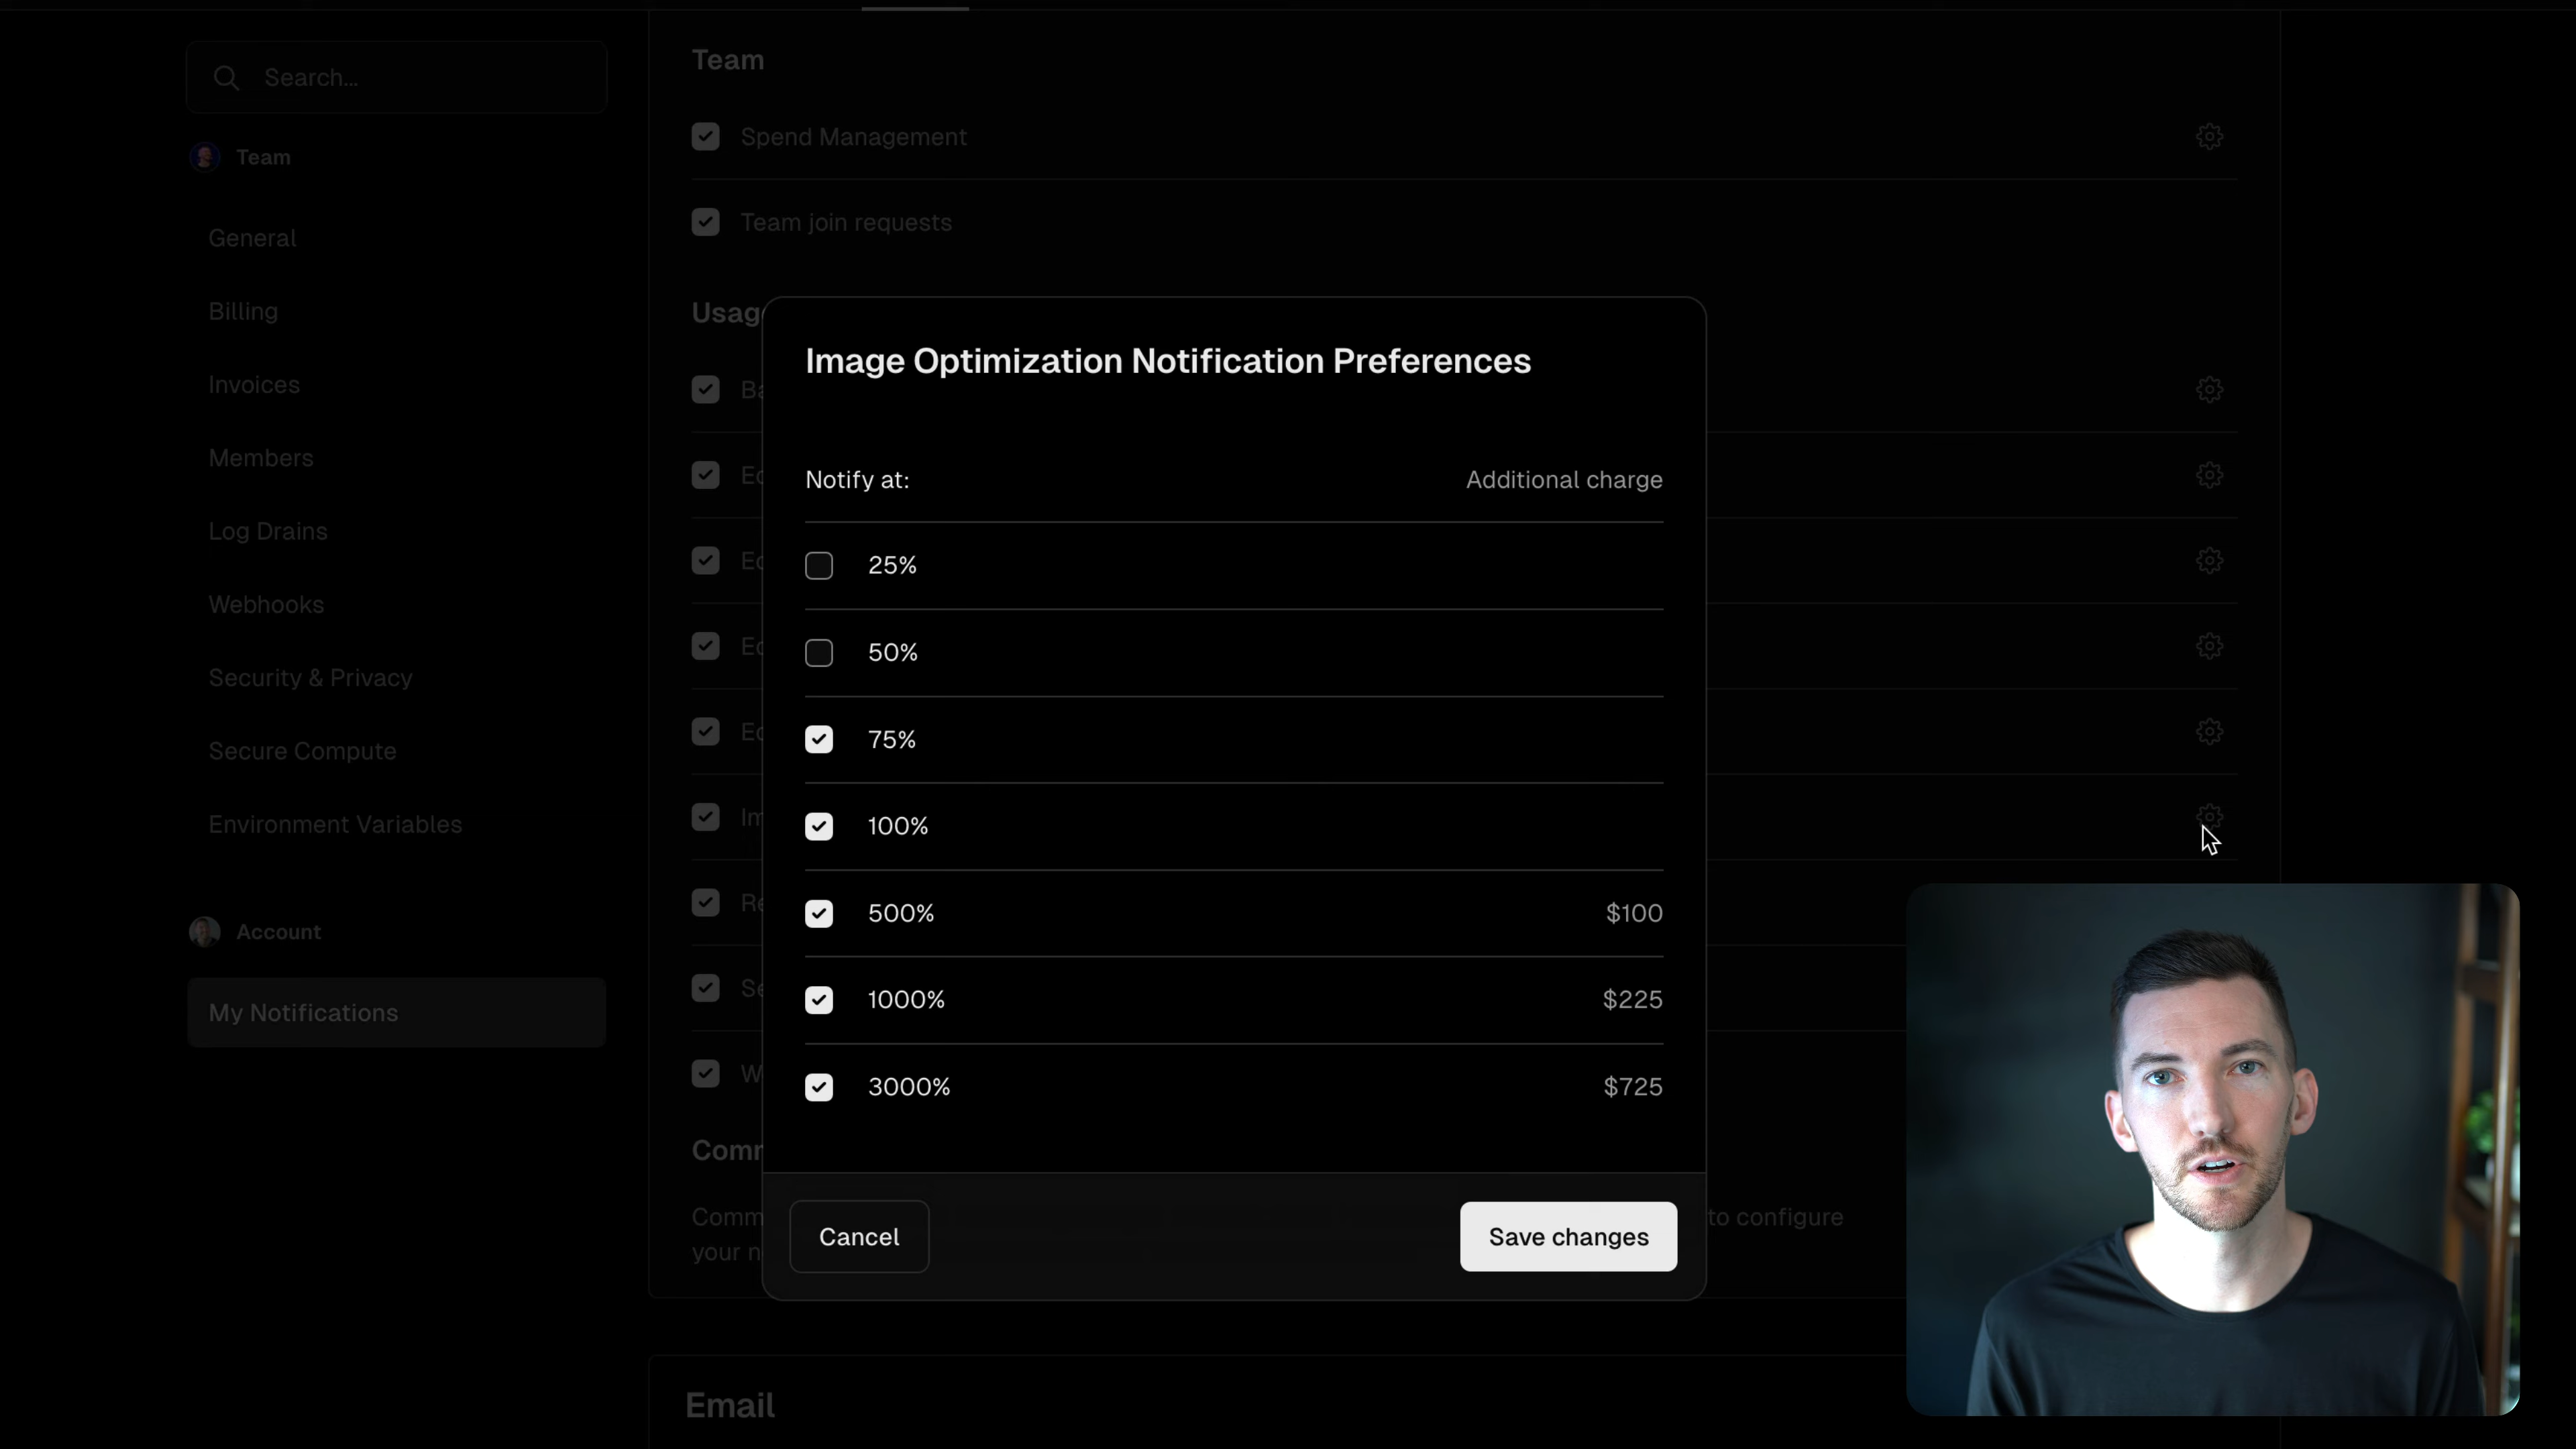 Search...
Team
General
Billing
Invoices
Members
Log Drains
Webhooks
Security & Privacy
Secure Compute
Environment Variables
Account
My Notifications
Team
Spend Management
Team join requests
Image Optimization Notification Preferences
Notify at: Additional charge
25%
50%
75%
100%
500% $100
1000% $225
3000% $725
Cancel Save changes
to configure
Email